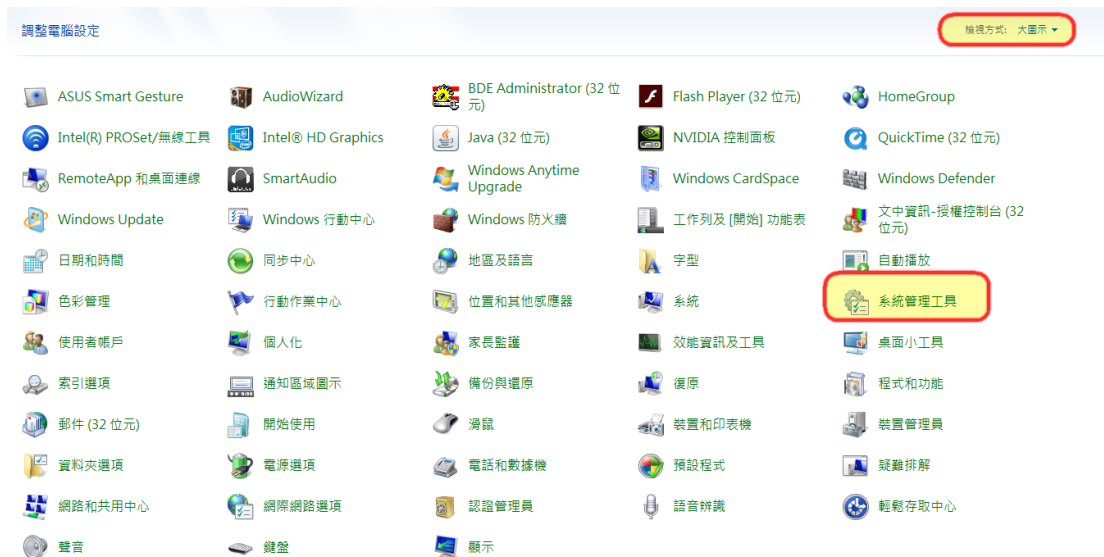 調整電腦設定
檢視方式: 大圖示
ASUS Smart Gesture
AudioWizard
BDE Administrator (32 位
元)
Flash Player (32 位元)
HomeGroup
Intel(R) PROSet/無線工具
Intel® HD Graphics
Java (32 位元)
NVIDIA 控制面板
QuickTime (32 位元)
RemoteApp 和桌面連線
SmartAudio
Windows Anytime
Upgrade
Windows CardSpace
Windows Defender
Windows Update
Windows 行動中心
Windows 防火牆
工作列及 [開始] 功能表
文中資訊-授權控制台 (32
位元)
日期和時間
同步中心
地區及語言
字型
自動播放
色彩管理
行動作業中心
位置和其他感應器
系統
系統管理工具
使用者帳戶
個人化
家長監護
效能資訊及工具
桌面小工具
索引選項
通知區域圖示
備份與還原
復原
程式和功能
郵件 (32 位元)
開始使用
滑鼠
裝置和印表機
裝置管理員
資料夾選項
電源選項
電話和數據機
預設程式
疑難排解
網路和共用中心
網際網路選項
認證管理員
語音辨識
輕鬆存取中心
聲音
鍵盤
顯示